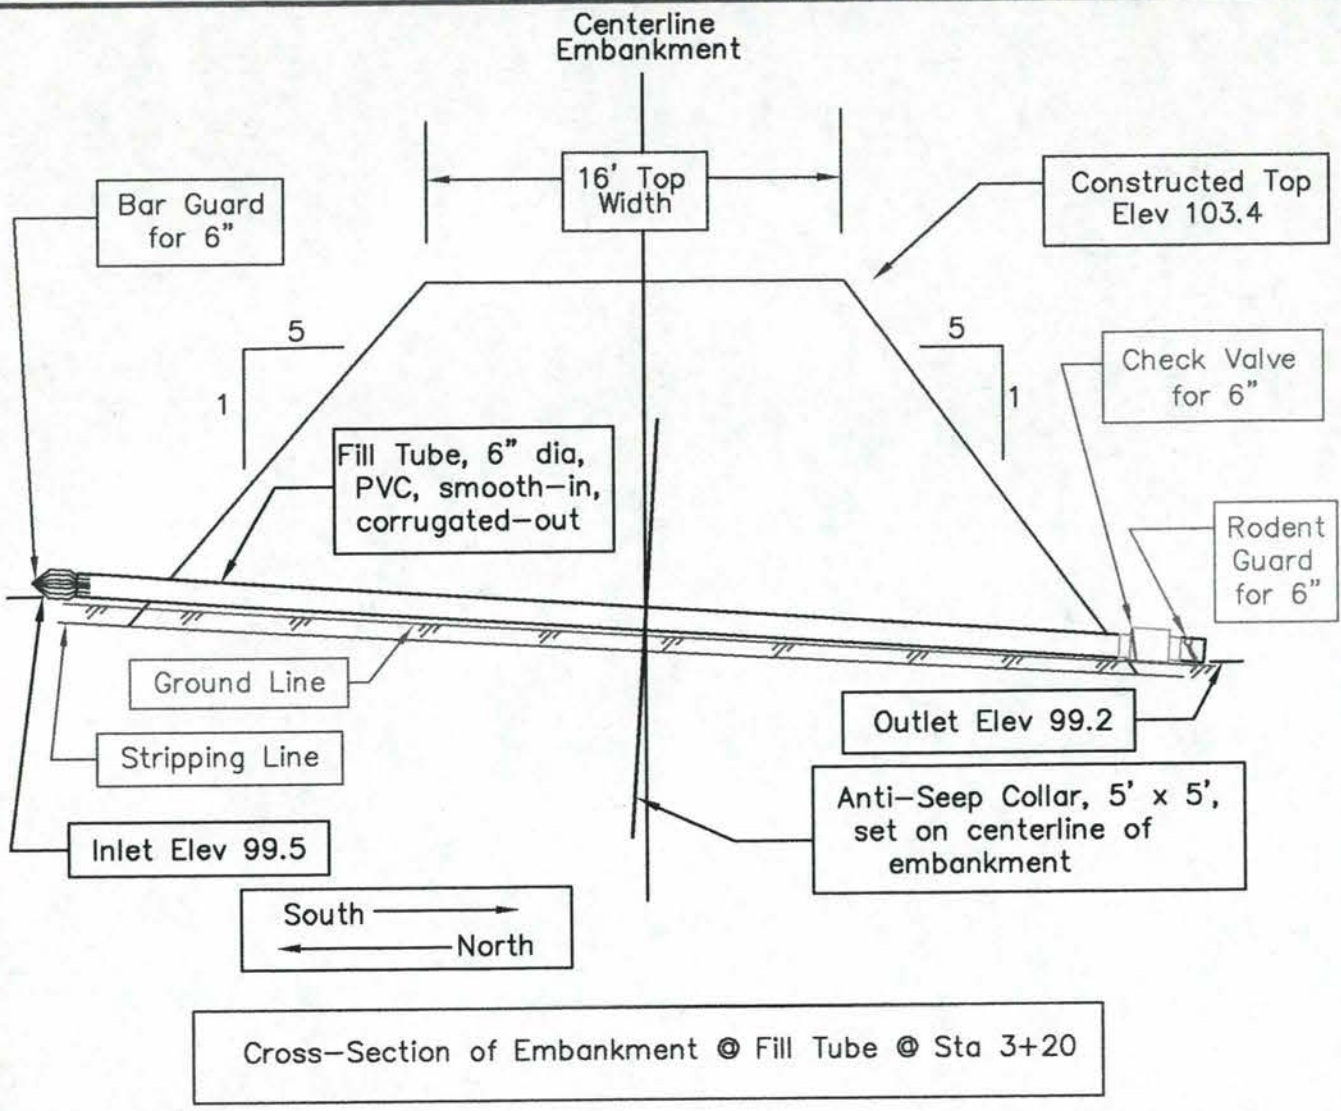 Centerline
Embankment
16' Top
Width
Bar Guard
for 6"
Constructed Top
Elev 103.4
5
1
5
1
Check Valve
for 6"
Fill Tube, 6" dia,
PVC, smooth-in,
corrugated-out
Rodent
Guard
for 6"
Ground Line
Stripping Line
Outlet Elev 99.2
Inlet Elev 99.5
Anti-Seep Collar, 5' x 5',
set on centerline of
embankment
South
North
Cross-Section of Embankment @ Fill Tube @ Sta 3+20